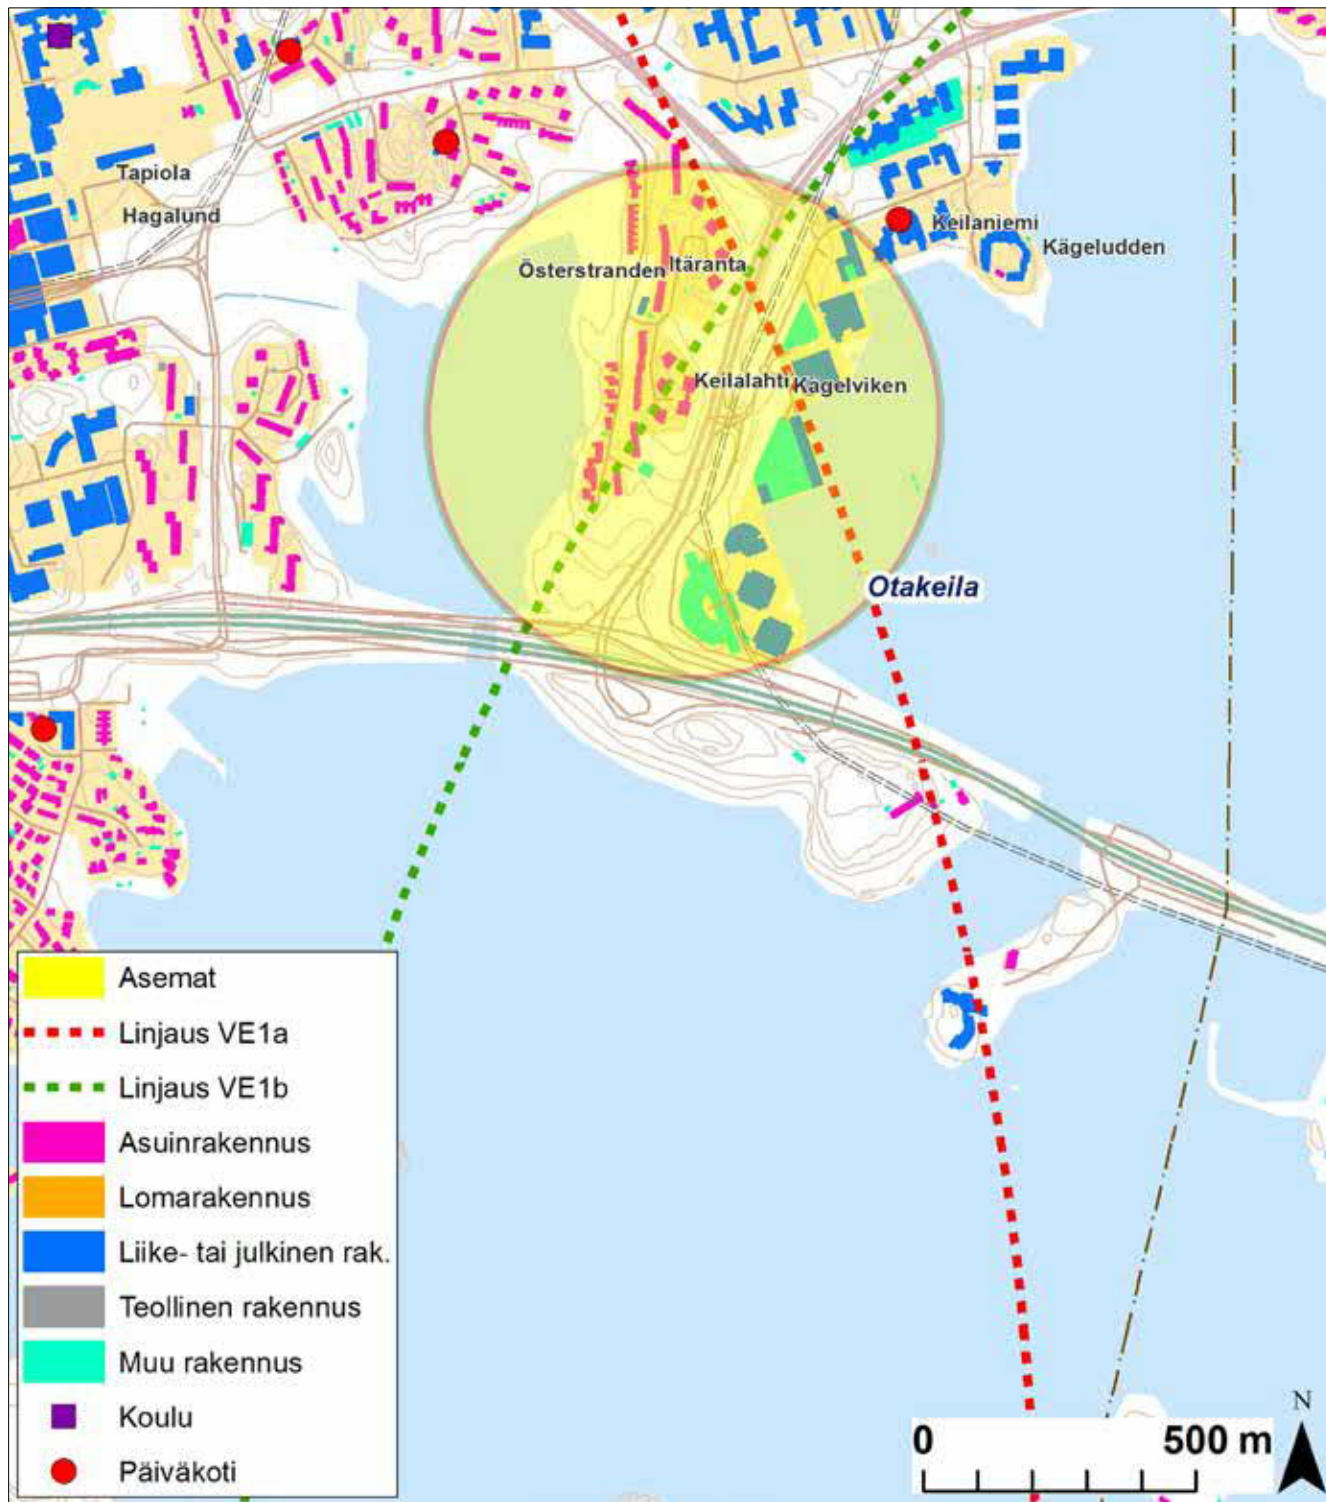 Tapiola
Hagalund
Keilaniemi
Kägeludden
Österstranden
Itäranta
Keilalahti
Kägelviken
Otakeila
Asemat
Linjaus VE1a
Linjaus VE1b
Asuinrakennus
Lomarakennus
Liike- tai julkinen rak.
Teollinen rakennus
Muu rakennus
Koulu
Päiväkoti
N
0 500 m